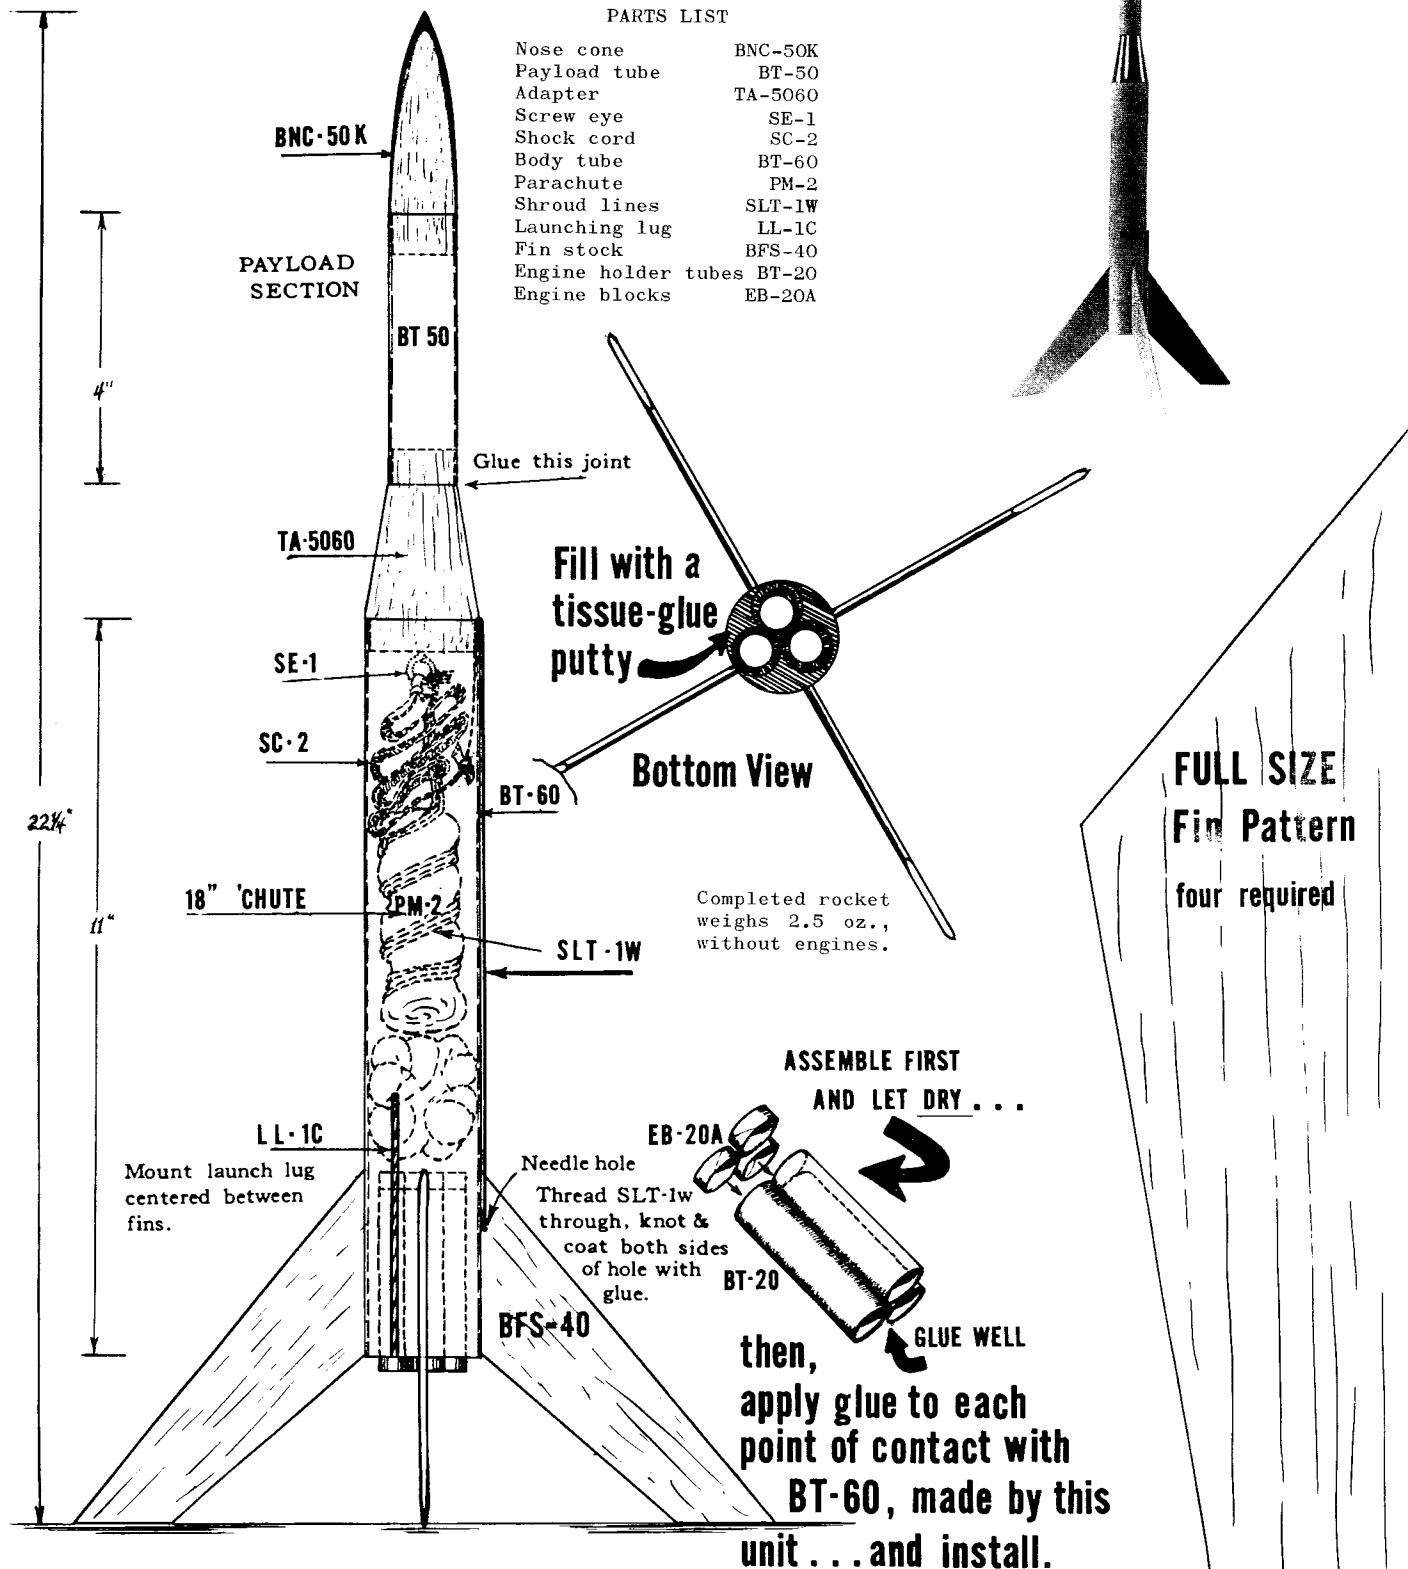 PARTS LIST
Nose cone BNC-50K
Payload tube BT-50
Adapter TA-5060
Screw eye SE-1
Shock cord SC-2
Body tube BT-60
Parachute PM-2
Shroud lines SLT-1W
Launching lug LL-1C
Fin stock BFS-40
Engine holder tubes BT-20
Engine blocks EB-20A
BNC·50K
PAYLOAD
SECTION
BT 50
4"
Glue this joint
TA·5060
Fill with a
tissue-glue
putty
SE·1
SC·2
Bottom View
BT·60
FULL SIZE
Fin Pattern
four required
22¼"
11"
18" 'CHUTE
PM-2
SLT·1W
Completed rocket
weighs 2.5 oz.,
without engines.
ASSEMBLE FIRST
AND LET DRY...
EB-20A
LL·1C
Mount launch lug
centered between
fins.
Needle hole
Thread SLT-1w
through, knot &
coat both sides
of hole with
glue.
BT-20
BFS-40
GLUE WELL
then,
apply glue to each
point of contact with
BT-60, made by this
unit...and install.